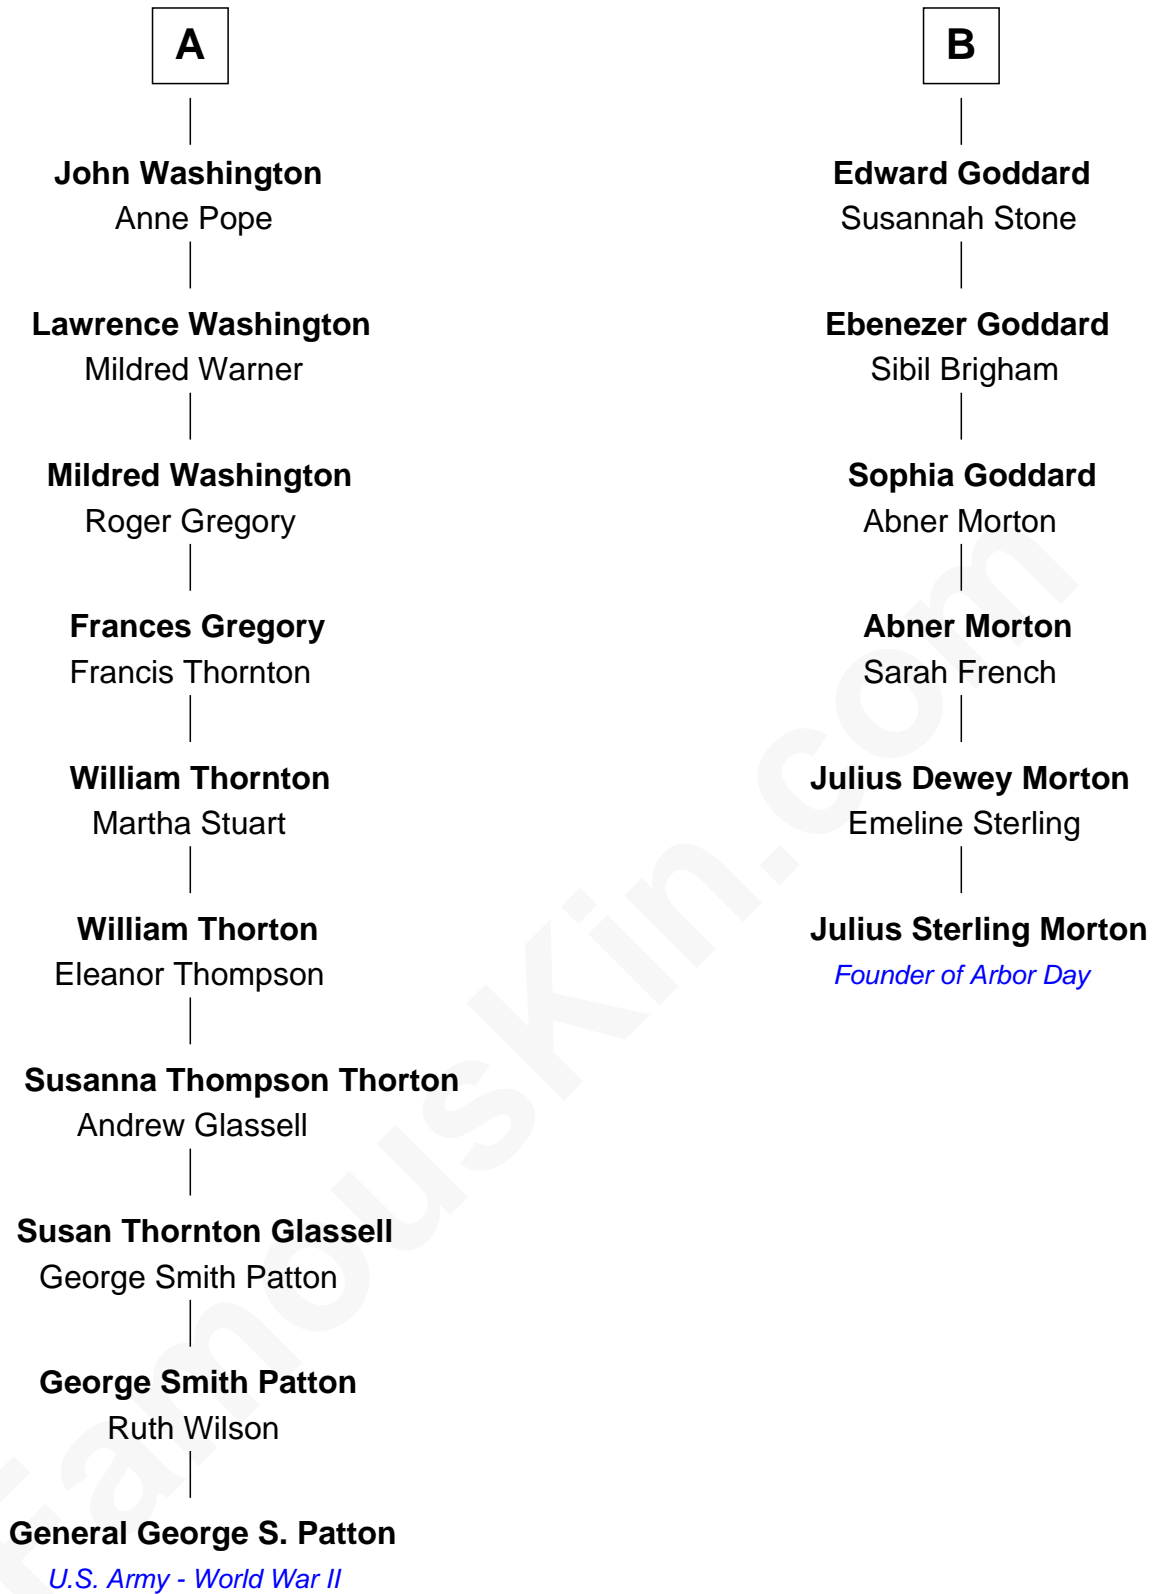 A
John Washington
Anne Pope
Lawrence Washington
Mildred Warner
Mildred Washington
Roger Gregory
Frances Gregory
Francis Thornton
William Thornton
Martha Stuart
William Thorton
Eleanor Thompson
Susanna Thompson Thorton
Andrew Glassell
Susan Thornton Glassell
George Smith Patton
George Smith Patton
Ruth Wilson
General George S. Patton
U.S. Army - World War II
B
Edward Goddard
Susannah Stone
Ebenezer Goddard
Sibil Brigham
Sophia Goddard
Abner Morton
Abner Morton
Sarah French
Julius Dewey Morton
Emeline Sterling
Julius Sterling Morton
Founder of Arbor Day
FamousKin.com